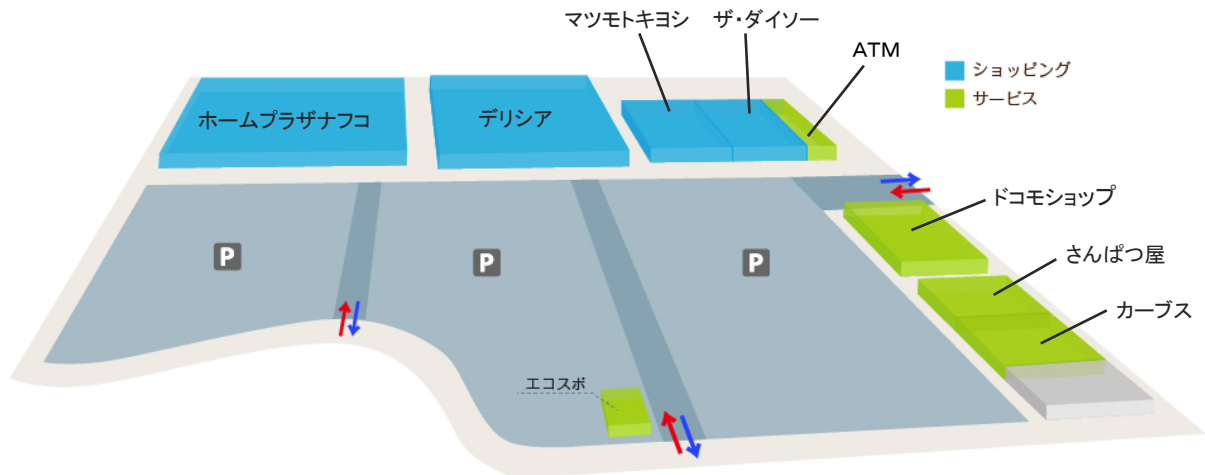 マツモトキヨシ
ザ・ダイソー
ATM
ショッピング
サービス
ホームプラザナフコ
デリシア
ドコモショップ
P
P
P
さんぱつ屋
カーブス
エコスポ